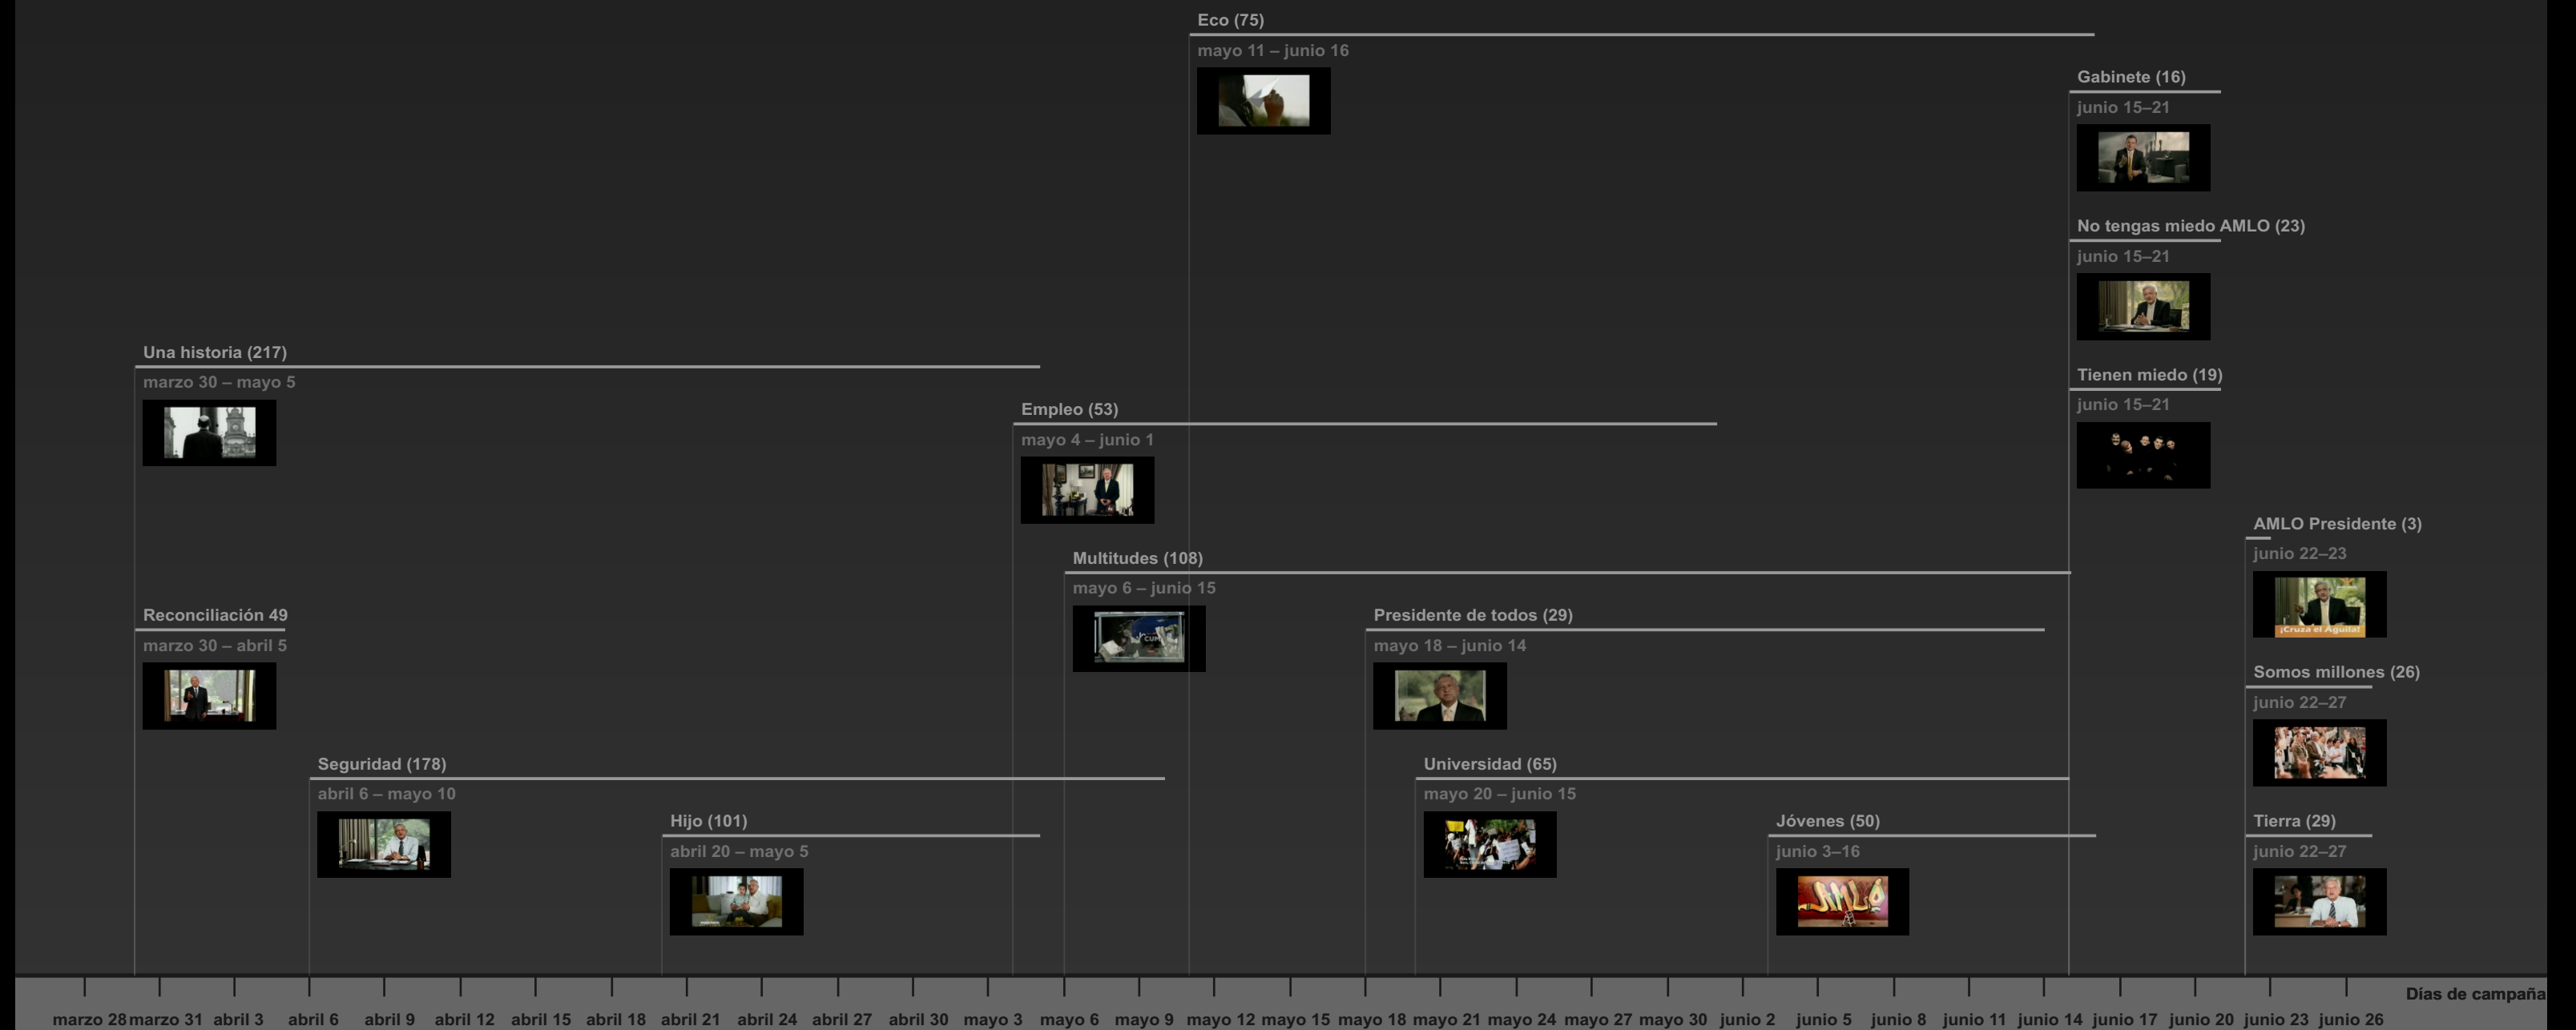 Eco (75)
mayo 11 – junio 16
Gabinete (16)
junio 15–21
No tengas miedo AMLO (23)
junio 15–21
Una historia (217)
marzo 30 – mayo 5
Tienen miedo (19)
junio 15–21
Empleo (53)
mayo 4 – junio 1
AMLO Presidente (3)
junio 22–23
¡Cruza el Águila!
Multitudes (108)
mayo 6 – junio 15
Reconciliación 49
marzo 30 – abril 5
Presidente de todos (29)
mayo 18 – junio 14
Somos millones (26)
junio 22–27
Seguridad (178)
abril 6 – mayo 10
Universidad (65)
mayo 20 – junio 15
Hijo (101)
abril 20 – mayo 5
Jóvenes (50)
junio 3–16
AMLO
Tierra (29)
junio 22–27
Días de campaña
marzo 28 marzo 31 abril 3 abril 6 abril 9 abril 12 abril 15 abril 18 abril 21 abril 24 abril 27 abril 30 mayo 3 mayo 6 mayo 9 mayo 12 mayo 15 mayo 18 mayo 21 mayo 24 mayo 27 mayo 30 junio 2 junio 5 junio 8 junio 11 junio 14 junio 17 junio 20 junio 23 junio 26